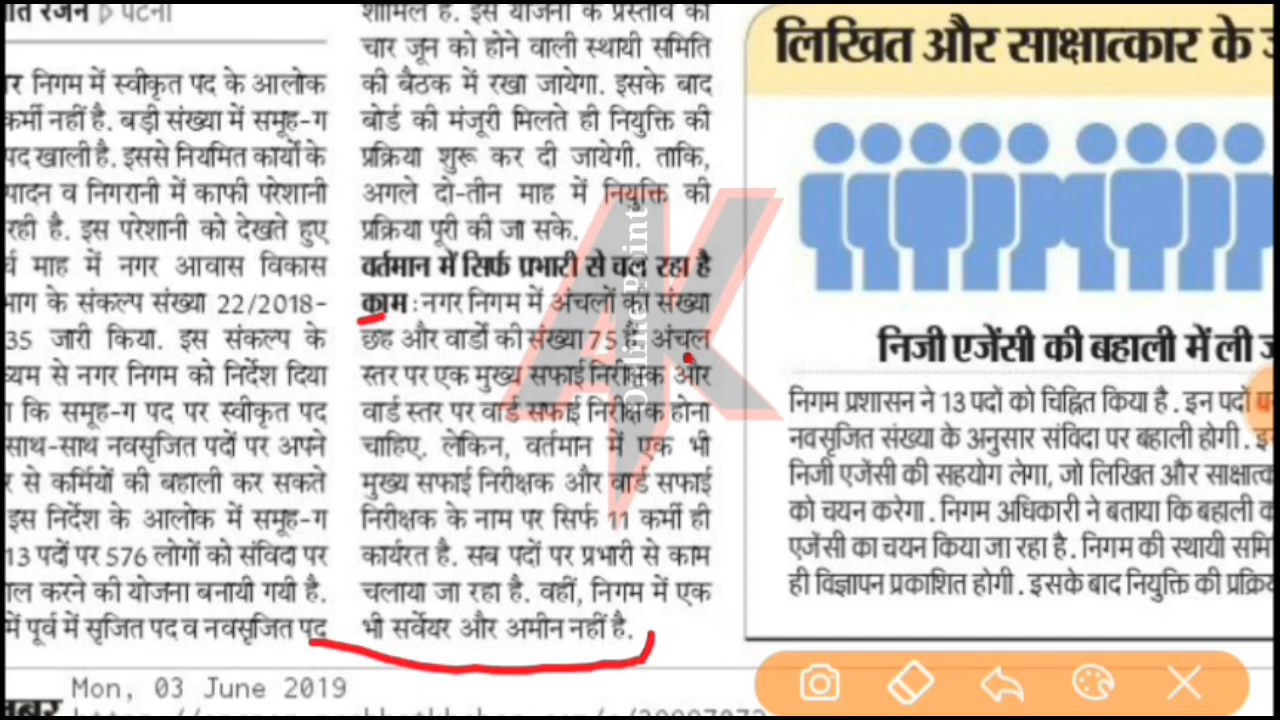 रंजन ▷ पटना
निगम में स्वीकृत पद के आलोक
कर्मी नहीं है. बड़ी संख्या में समूह-ग
पद खाली है. इससे नियमित कार्यों के
पादन व निगरानी में काफी परेशानी
रही है. इस परेशानी को देखते हुए
माह में नगर आवास विकास
भाग के संकल्प संख्या 22/2018-
35 जारी किया. इस संकल्प के
ध्यम से नगर निगम को निर्देश दिया
कि समूह-ग पद पर स्वीकृत पद
साथ-साथ नवसृजित पदों पर अपने
र से कर्मियों की बहाली कर सकते
इस निर्देश के आलोक में समूह-ग
13 पदों पर 576 लोगों को संविदा पर
ाल करने की योजना बनायी गयी है.
में पूर्व में सृजित पद व नवसृजित पद
शामिल है. इस योजना के प्रस्ताव को
चार जून को होने वाली स्थायी समिति
की बैठक में रखा जायेगा. इसके बाद
बोर्ड की मंजूरी मिलते ही नियुक्ति की
प्रक्रिया शुरू कर दी जायेगी. ताकि,
अगले दो-तीन माह में नियुक्ति की
प्रक्रिया पूरी की जा सके.
वर्तमान में सिर्फ प्रभारी से चल रहा है
काम : नगर निगम में अंचलों की संख्या
छह और वार्डों की संख्या 75 है. अंचल
स्तर पर एक मुख्य सफाई निरीक्षक और
वार्ड स्तर पर वार्ड सफाई निरीक्षक होना
चाहिए. लेकिन, वर्तमान में एक भी
मुख्य सफाई निरीक्षक और वार्ड सफाई
निरीक्षक के नाम पर सिर्फ 11 कर्मी ही
कार्यरत है. सब पदों पर प्रभारी से काम
चलाया जा रहा है. वहीं, निगम में एक
भी सर्वेयर और अमीन नहीं है.
लिखित और साक्षात्कार के
निजी एजेंसी की बहाली में ली
निगम प्रशासन ने 13 पदों को चिह्नित किया है. इन पदों
नवसृजित संख्या के अनुसार संविदा पर बहाली होगी.
निजी एजेंसी की सहयोग लेगा, जो लिखित और साक्षात्क
को चयन करेगा. निगम अधिकारी ने बताया कि बहाली
एजेंसी का चयन किया जा रहा है. निगम की स्थायी समि
ही विज्ञापन प्रकाशित होगी. इसके बाद नियुक्ति की प्रक्रि
AK
Online Point
Mon, 03 June 2019